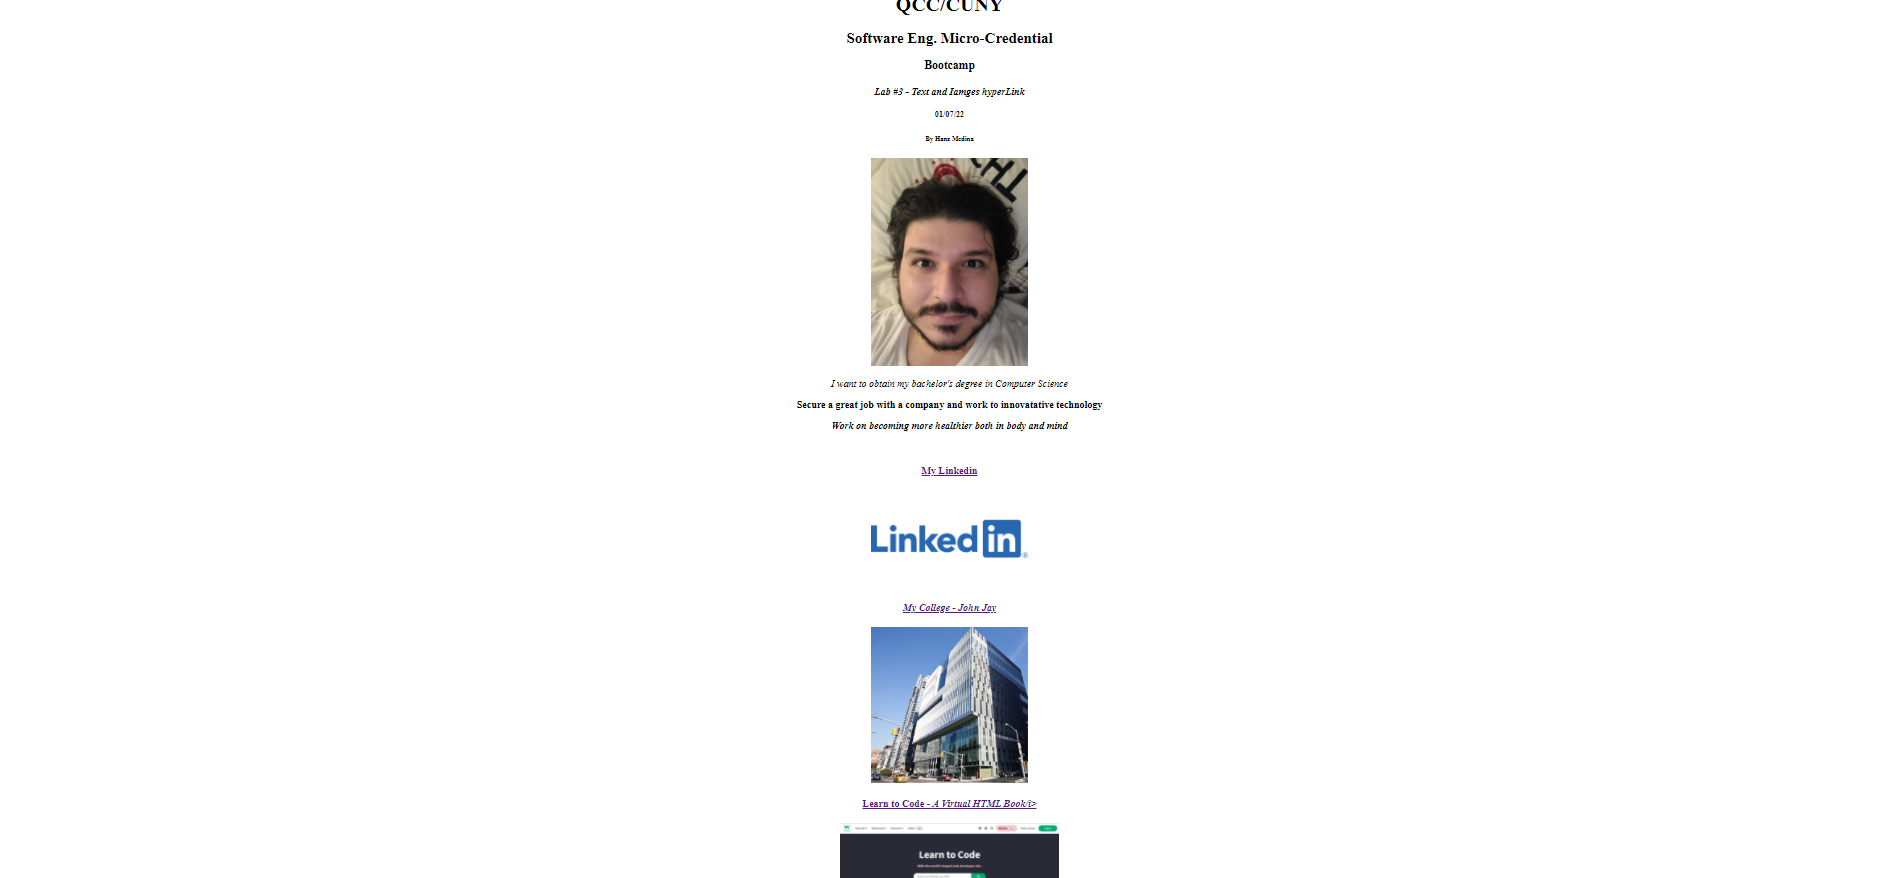 QCC/CUNY
Software Eng. Micro-Credential
Bootcamp
Lab #3 - Text and Iamges hyperLink
01/07/22
By Hanz Medina
I want to obtain my bachelor's degree in Computer Science
Secure a great job with a company and work to innovatative technology
Work on becoming more healthier both in body and mind
My Linkedin
Linkedin
My College - John Jay
Learn to Code - A Virtual HTML Book/i>
Learn to Code